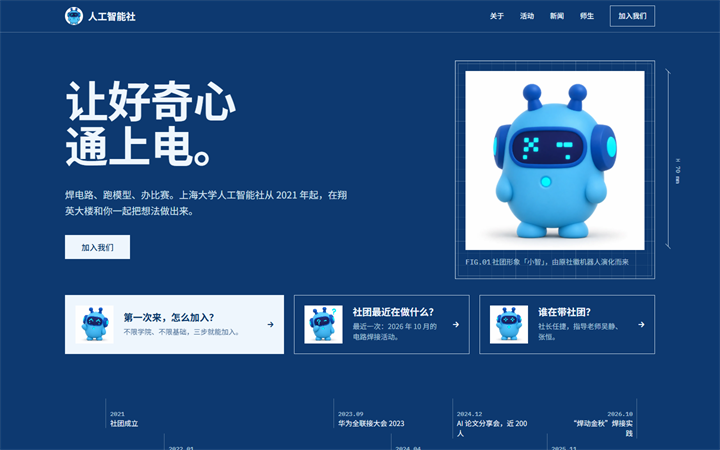 人工智能社
关于 活动 新闻 师生 加入我们
让好奇心
通上电。
焊电路、跑模型、办比赛。上海大学人工智能社从 2021 年起，在翔
英大楼和你一起把想法做出来。
加入我们
H 70 mm
FIG.01 社团形象「小智」，由原社徽机器人演化而来
第一次来，怎么加入？
不限学院、不限基础，三步就能加入。
社团最近在做什么？
最近一次：2026 年 10 月的
电路焊接活动。
谁在带社团？
社长任捷，指导老师吴静、
张恒。
2021
社团成立
2023.09
华为全联接大会 2023
2024.12
AI 论文分享会，近 200
人
2026.10
“焊动金秋”焊接实
践
2022.01
2024.04
2025.11